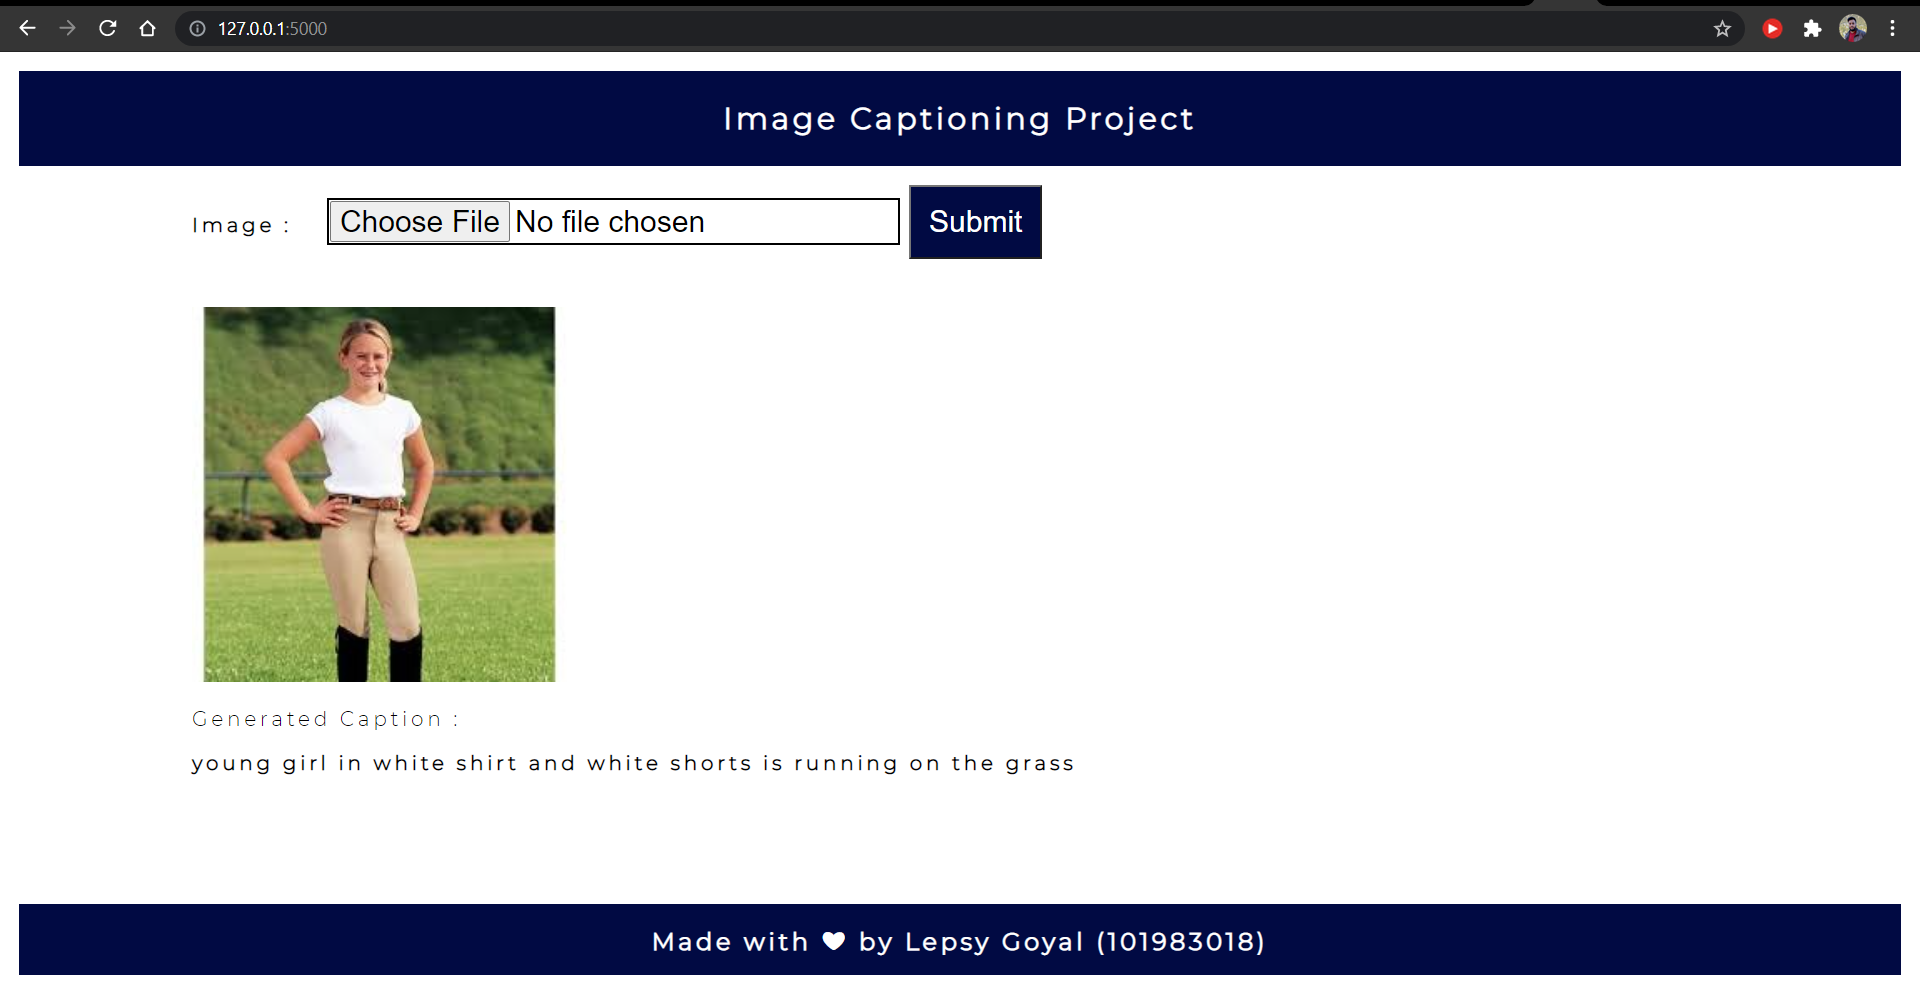 127.0.0.1:5000
Image Captioning Project
Image :
Choose File No file chosen
Submit
Generated Caption :
young girl in white shirt and white shorts is running on the grass
Made with ♥ by Lepsy Goyal (101983018)